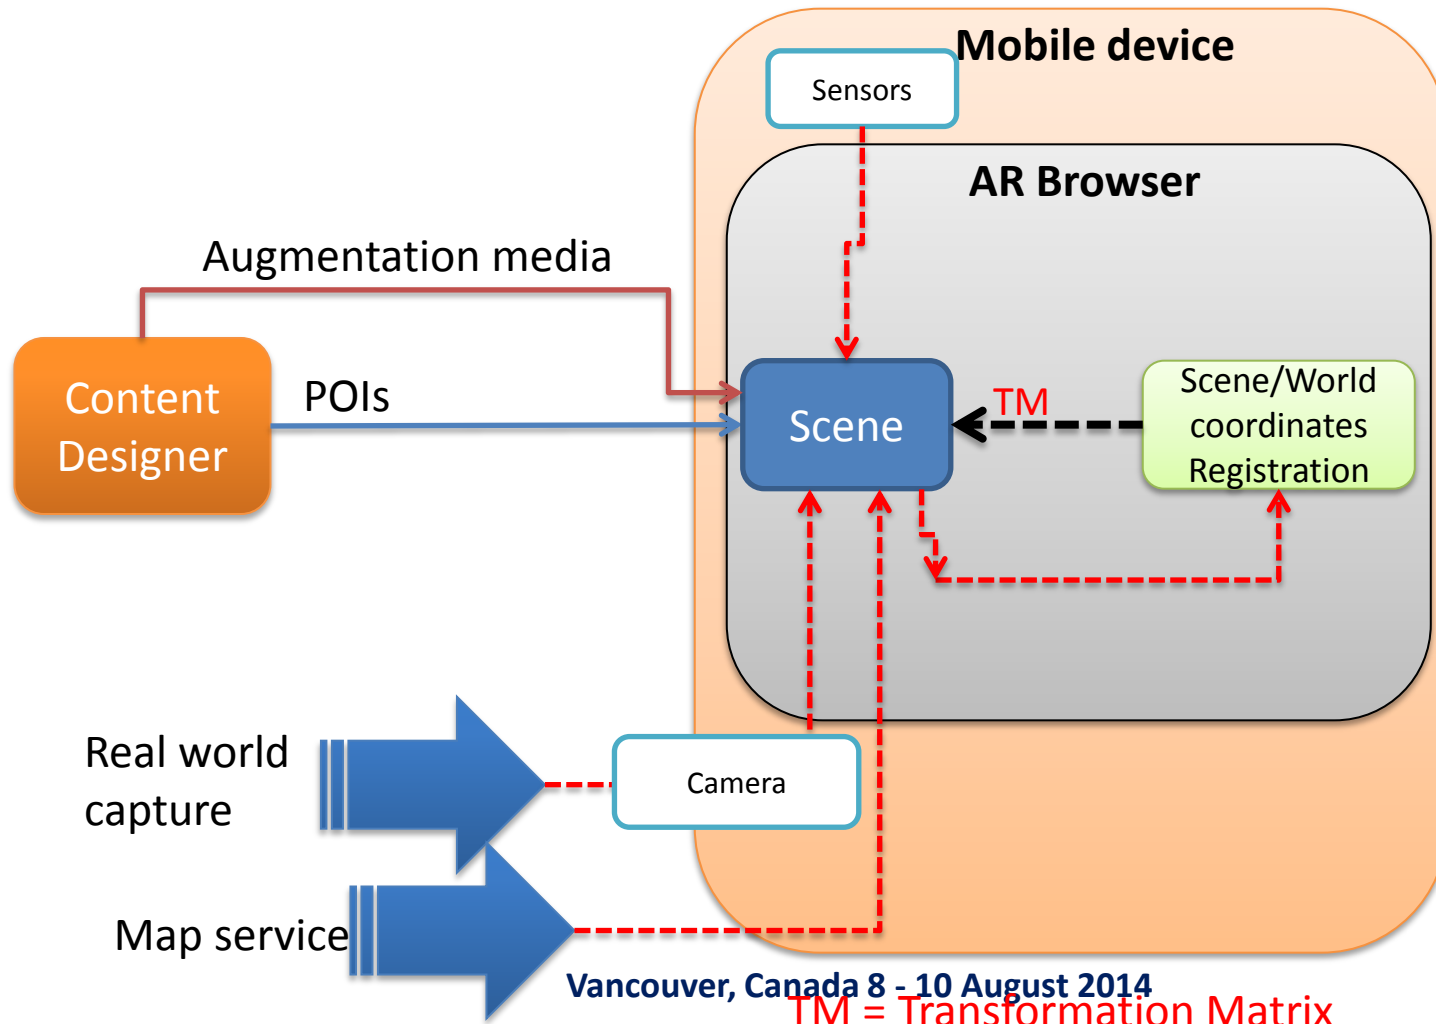 Mobile device
Sensors
AR Browser
Augmentation media
Content
Designer
POIs
Scene
TM
Scene/World
coordinates
Registration
Real world
capture
Camera
Map service
Vancouver, Canada 8 - 10 August 2014
TM = Transformation Matrix